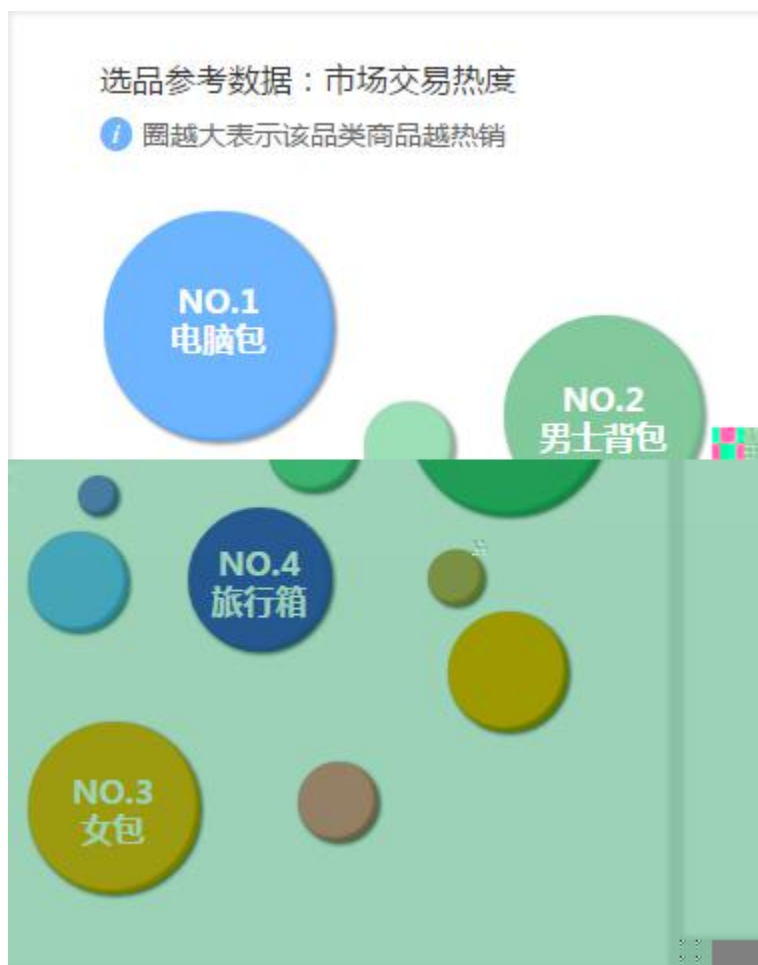 选品参考数据：市场交易热度
i 圈越大表示该品类商品越热销
NO.1
电脑包
NO.2
男士背包
NO.4
旅行箱
NO.3
女包